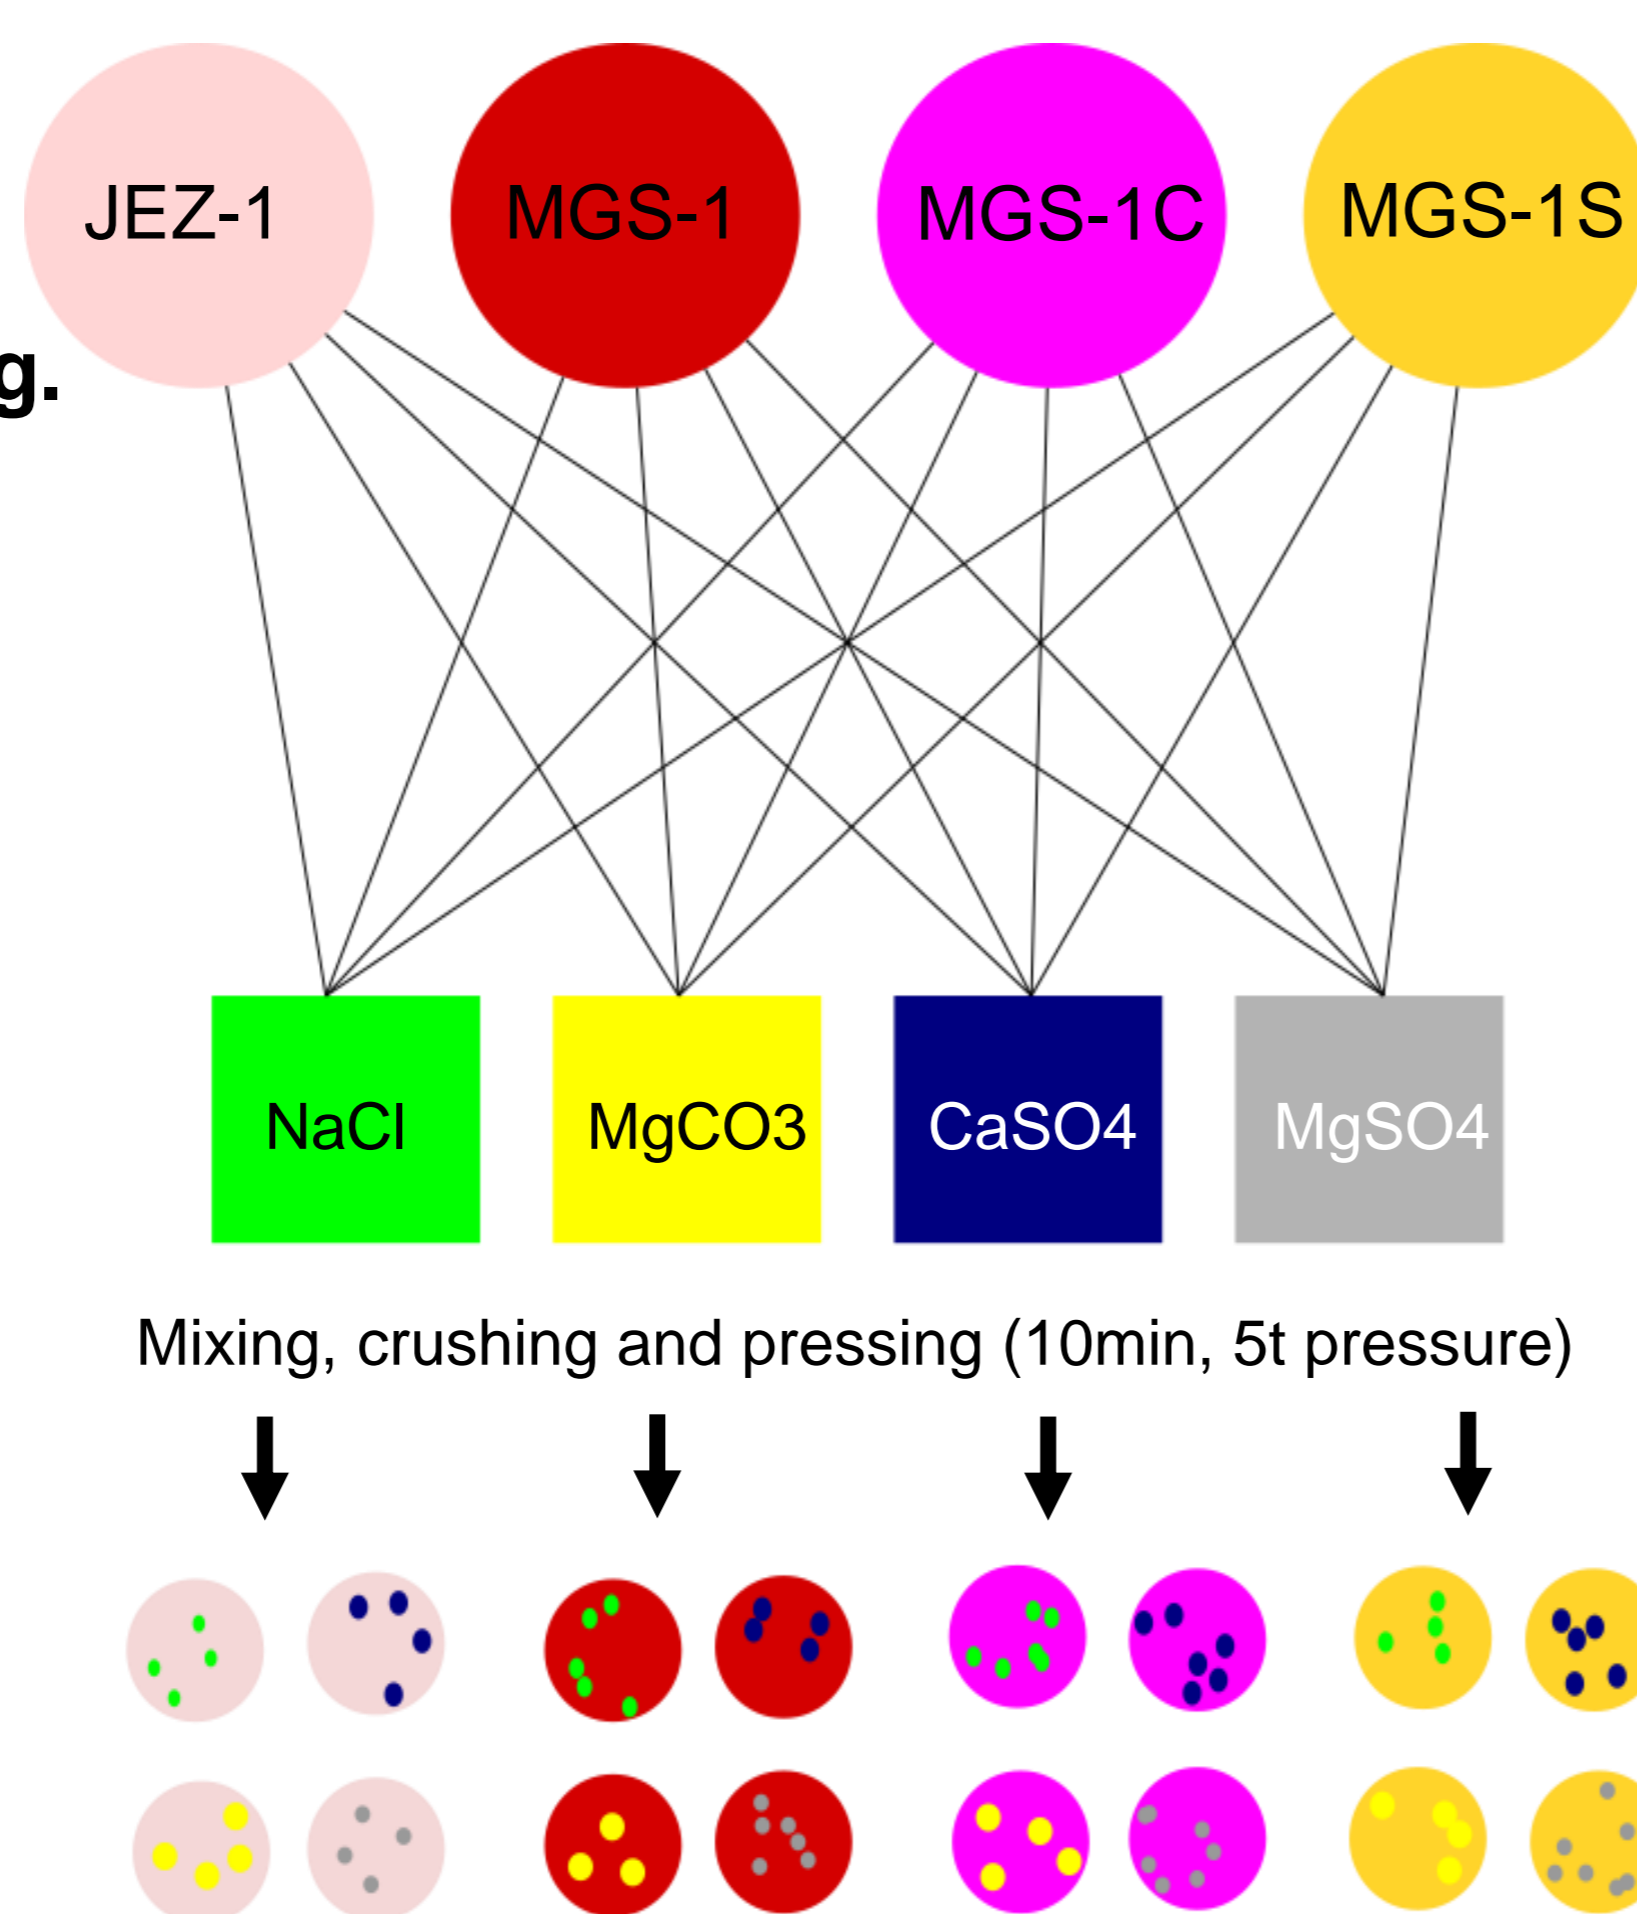 JEZ-1 MGS-1 MGS-1C MGS-1S
g.
NaCl MgCO3 CaSO4 MgSO4
Mixing, crushing and pressing (10min, 5t pressure)